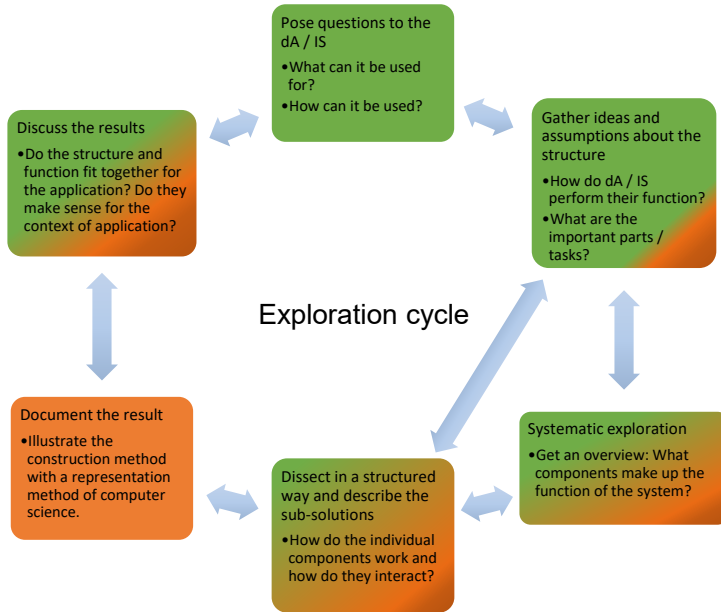 Pose questions to the
dA / IS
•What can it be used
for?
•How can it be used?
Gather ideas and
assumptions about the
structure
•How do dA / IS
perform their function?
•What are the
important parts /
tasks?
Systematic exploration
•Get an overview: What
components make up the
function of the system?
Dissect in a structured
way and describe the
sub-solutions
•How do the individual
components work and
how do they interact?
Document the result
•Illustrate the
construction method
with a representation
method of computer
science.
Discuss the results
•Do the structure and
function fit together for
the application? Do they
make sense for the
context of application?
Exploration cycle